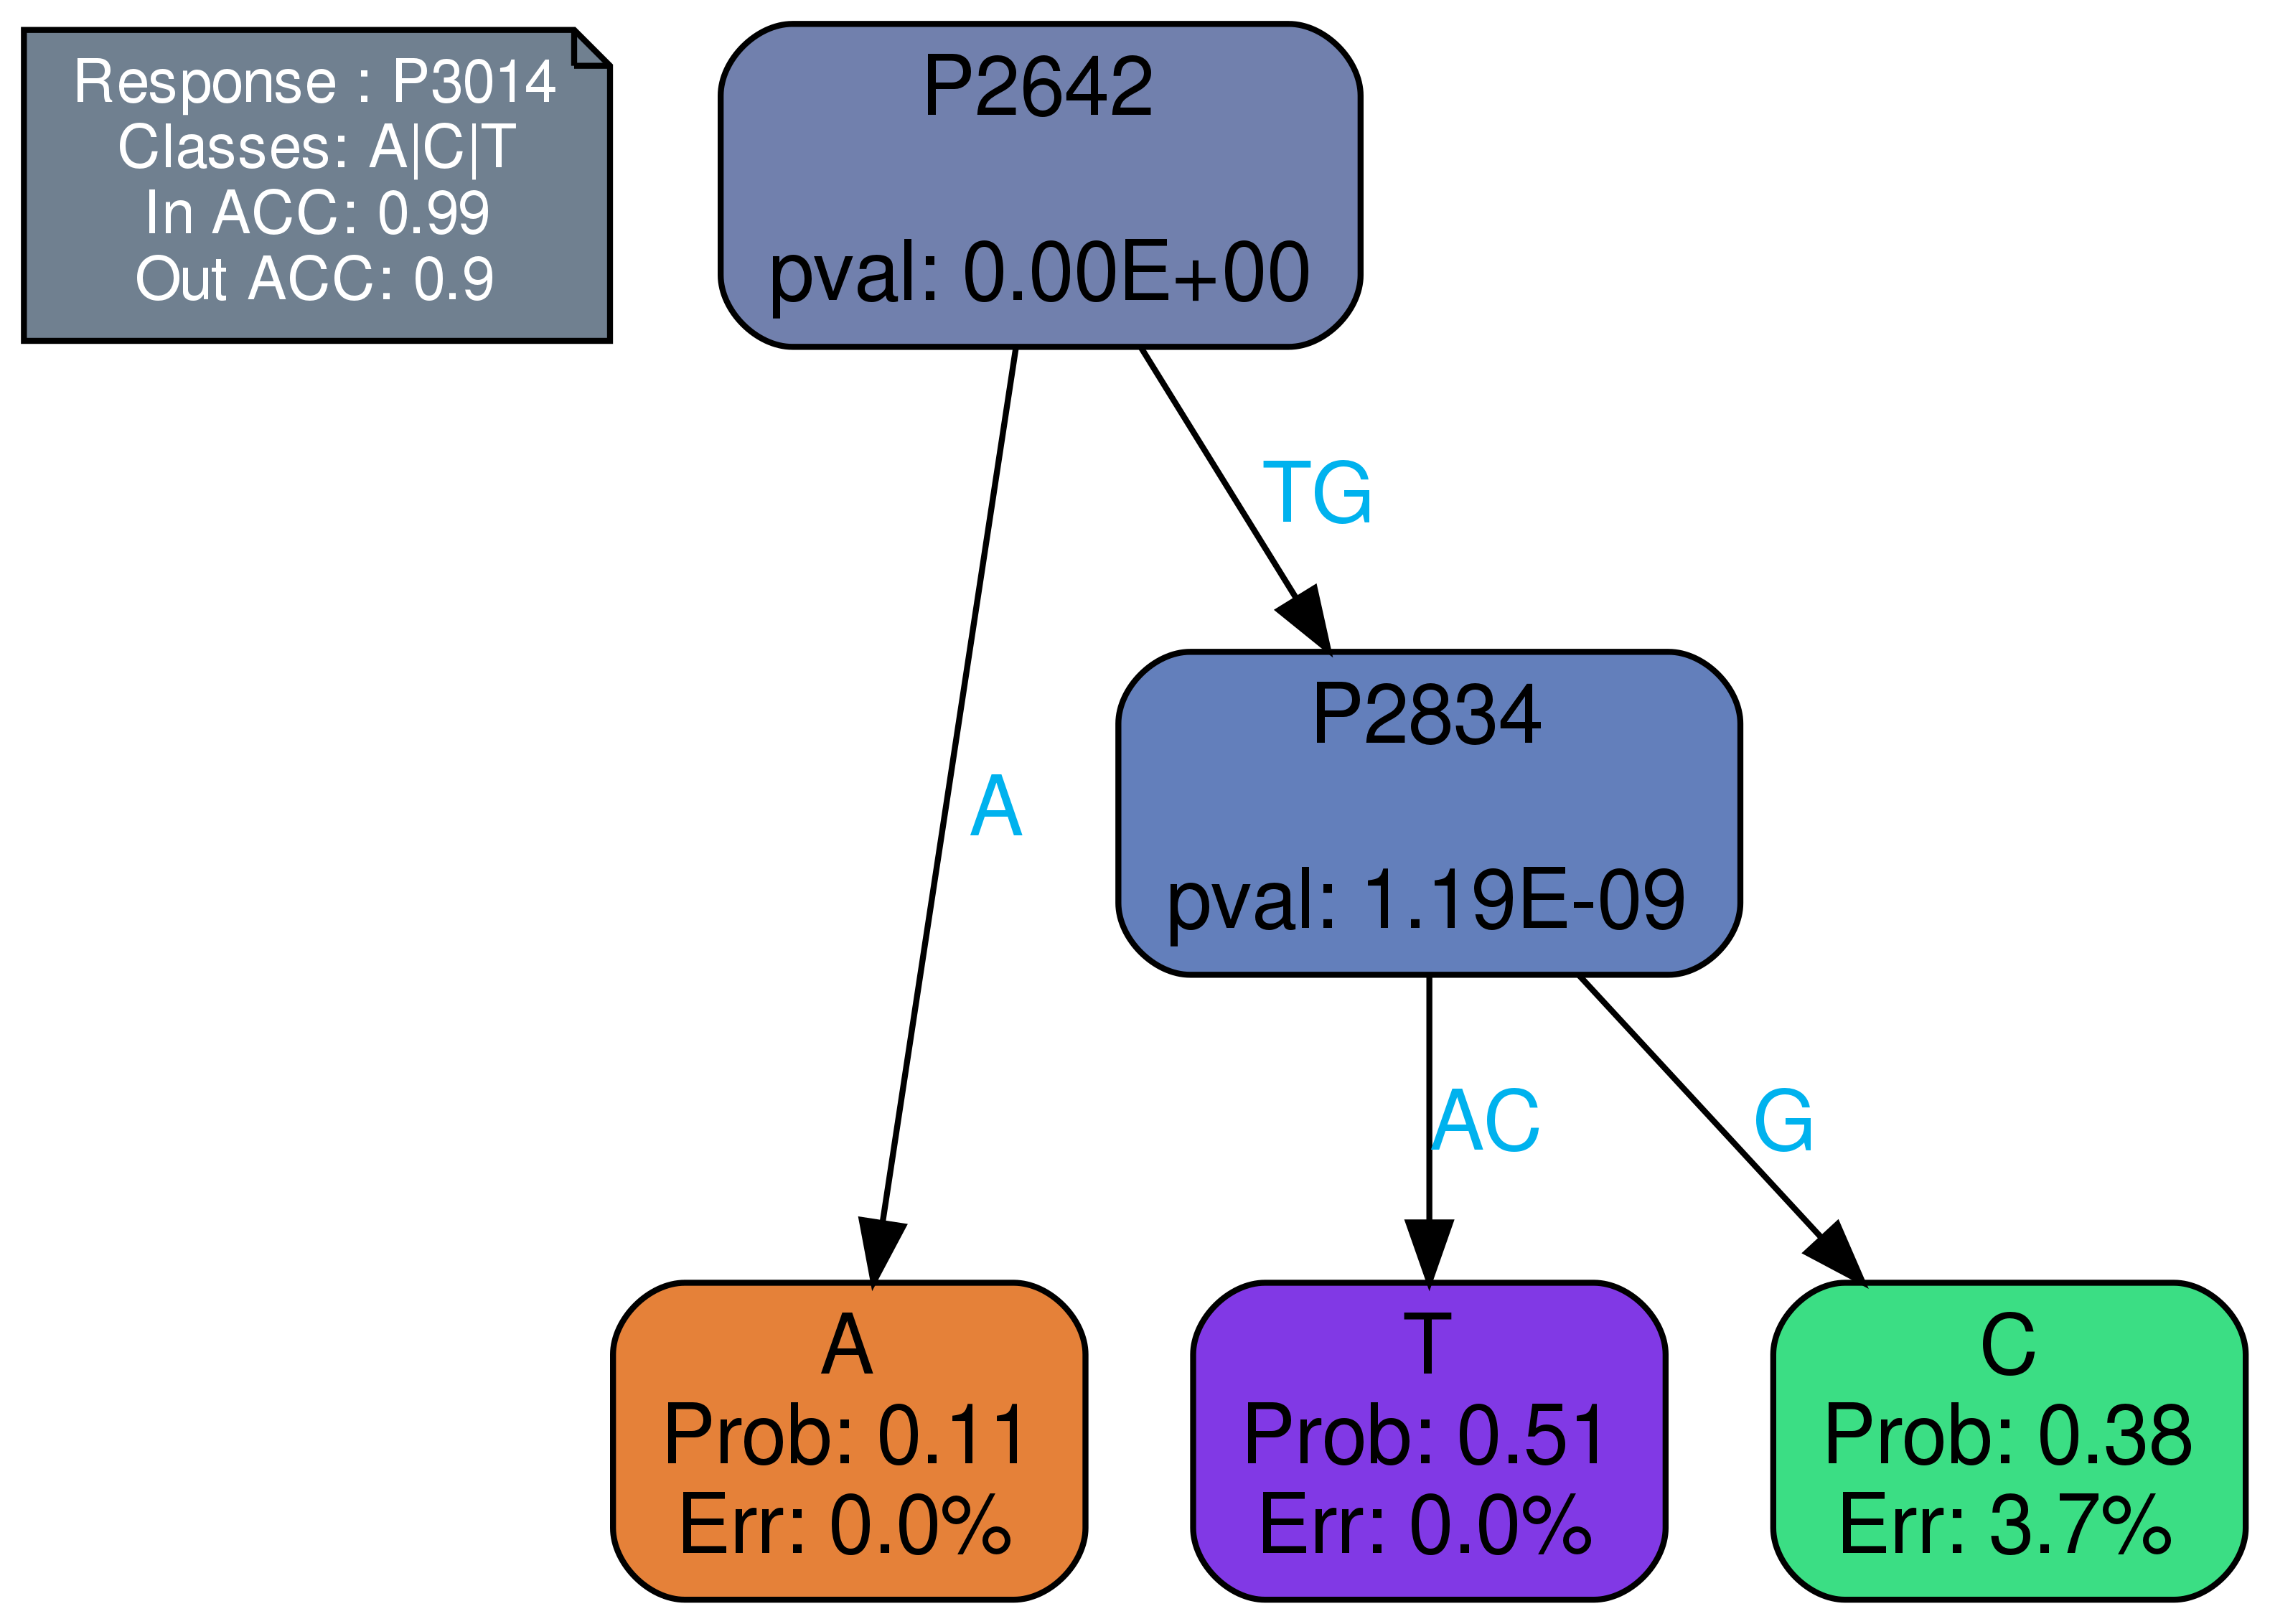 Response : P3014
Classes: A|C|T
In ACC: 0.99
Out ACC: 0.9
P2642
pval: 0.00E+00
TG
A
P2834
pval: 1.19E-09
AC
G
A
Prob: 0.11
Err: 0.0%
T
Prob: 0.51
Err: 0.0%
C
Prob: 0.38
Err: 3.7%